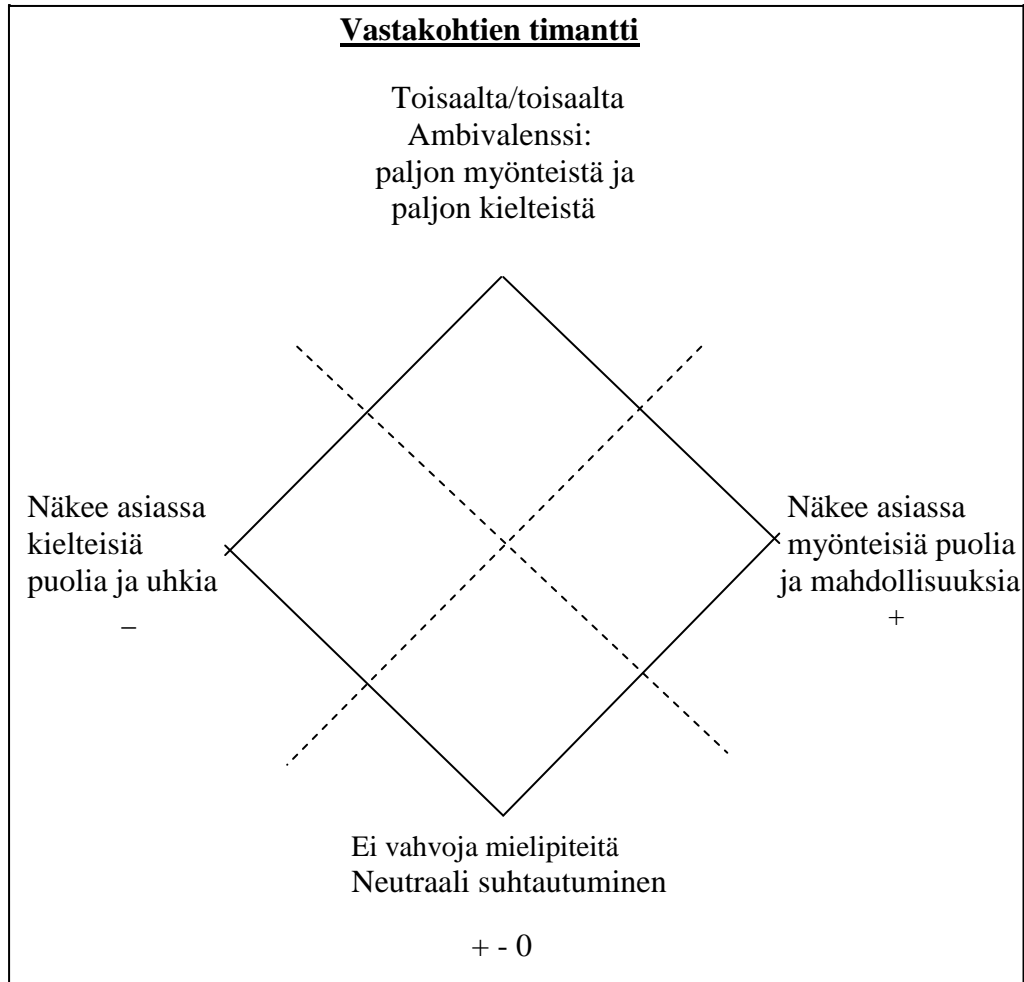 Vastakohtien timantti
Toisaalta/toisaalta
Ambivalenssi:
paljon myönteistä ja
paljon kielteistä
Näkee asiassa
kielteisiä
puolia ja uhkia
–
Näkee asiassa
myönteisiä puolia
ja mahdollisuuksia
+
Ei vahvoja mielipiteitä
Neutraali suhtautuminen
+ - 0